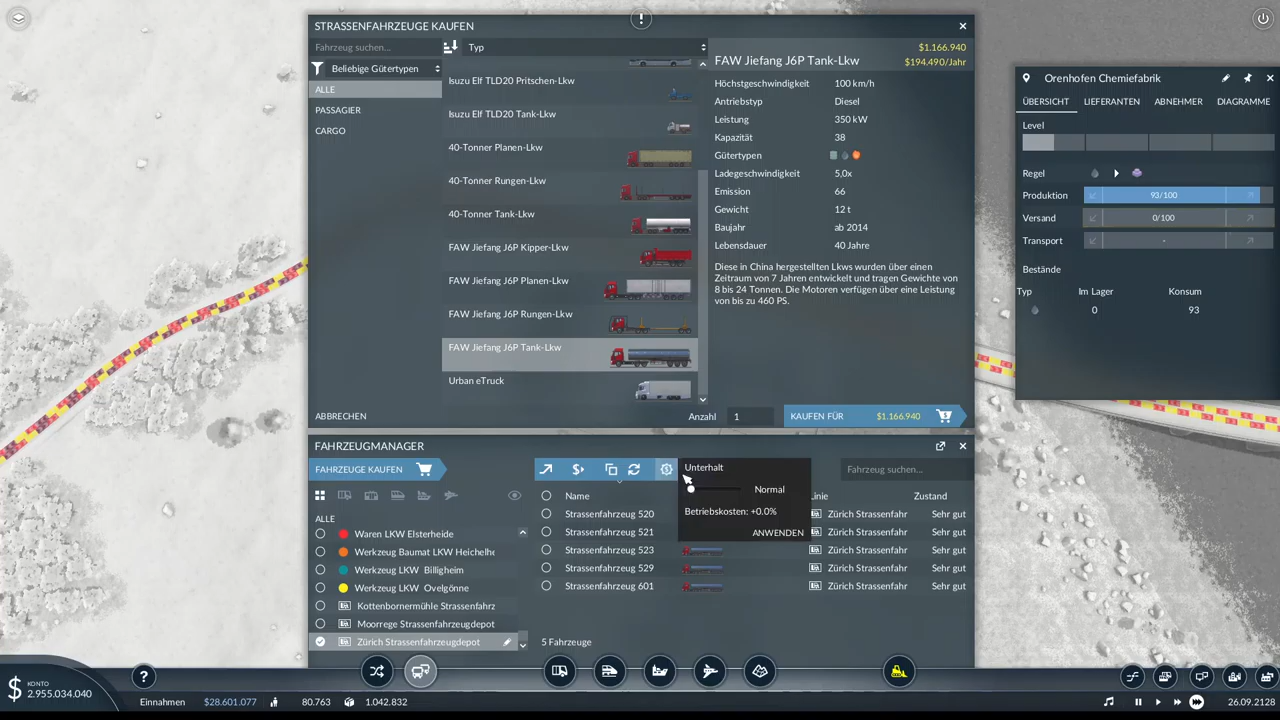 STRASSENFAHRZEUGE KAUFEN
Fahrzeug suchen...
Typ
Beliebige Gütertypen
ALLE
PASSAGIER
CARGO
Isuzu Elf TLD20 Pritschen-Lkw
Isuzu Elf TLD20 Tank-Lkw
40-Tonner Planen-Lkw
40-Tonner Rungen-Lkw
40-Tonner Tank-Lkw
FAW Jiefang J6P Kipper-Lkw
FAW Jiefang J6P Planen-Lkw
FAW Jiefang J6P Rungen-Lkw
FAW Jiefang J6P Tank-Lkw
Urban eTruck
$1.166.940
FAW Jiefang J6P Tank-Lkw
$194.490/Jahr
Höchstgeschwindigkeit 100 km/h
Antriebstyp Diesel
Leistung 350 kW
Kapazität 38
Gütertypen
Ladegeschwindigkeit 5,0x
Emission 66
Gewicht 12 t
Baujahr ab 2014
Lebensdauer 40 Jahre
Diese in China hergestellten Lkws wurden über einen
Zeitraum von 7 Jahren entwickelt und tragen Gewichte von
8 bis 24 Tonnen. Die Motoren verfügen über eine Leistung
von bis zu 460 PS.
ABBRECHEN
Anzahl 1
KAUFEN FÜR $1.166.940
Orenhofen Chemiefabrik
ÜBERSICHT LIEFERANTEN ABNEHMER DIAGRAMME
Level
Regel
Produktion 93/100
Versand 0/100
Transport -
Bestände
Typ Im Lager Konsum
0 93
FAHRZEUGMANAGER
FAHRZEUGE KAUFEN
Fahrzeug suchen...
ALLE
Waren LKW Elsterheide
Werkzeug Baumat LKW Heichelhe
Werkzeug LKW Billigheim
Werkzeug LKW Ovelgönne
Kottenbornermühle Strassenfahrz
Moorrege Strassenfahrzeugdepot
Zürich Strassenfahrzeugdepot
Unterhalt
Normal
Betriebskosten: +0.0%
ANWENDEN
Name Linie Zustand
Strassenfahrzeug 520 Zürich Strassenfahr Sehr gut
Strassenfahrzeug 521 Zürich Strassenfahr Sehr gut
Strassenfahrzeug 523 Zürich Strassenfahr Sehr gut
Strassenfahrzeug 529 Zürich Strassenfahr Sehr gut
Strassenfahrzeug 601 Zürich Strassenfahr Sehr gut
5 Fahrzeuge
KONTO
$ 2.955.034.040
?
Einnahmen $28.601.077 80.763 1.042.832
26.09.2128